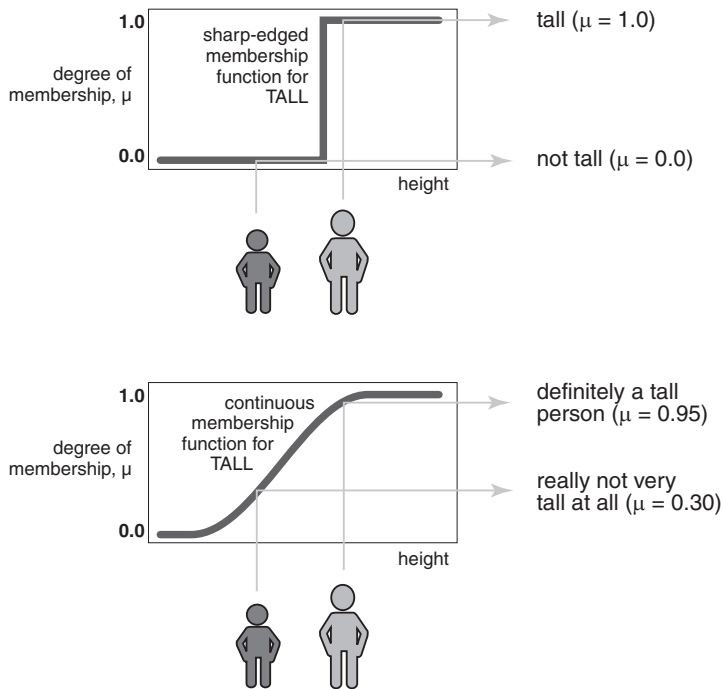 1.0
sharp-edged
membership
function for
TALL
degree of
membership, μ
0.0
height
tall (μ = 1.0)
not tall (μ = 0.0)
1.0
continuous
membership
function for
TALL
degree of
membership, μ
0.0
height
definitely a tall
person (μ = 0.95)
really not very
tall at all (μ = 0.30)